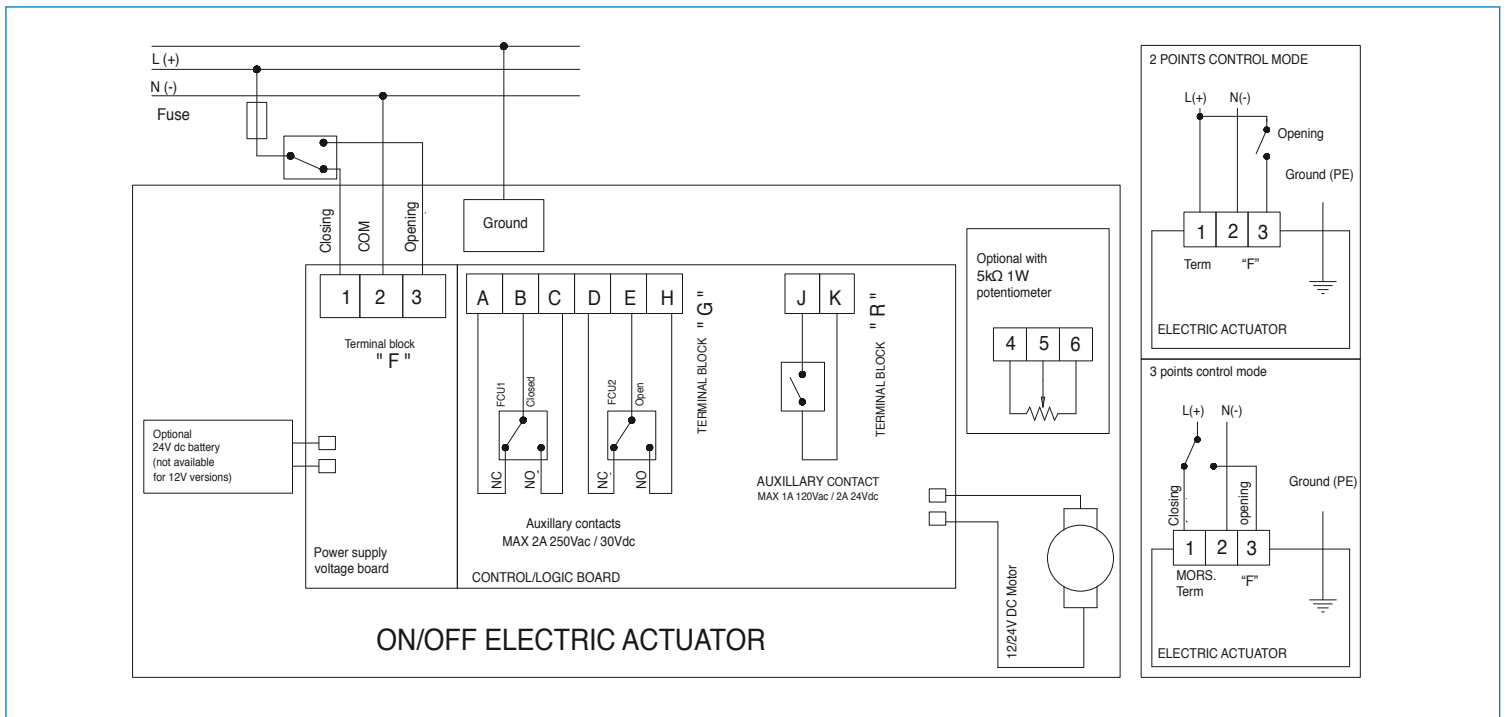 L (+)
N (-)
Fuse
Closing
COM
Opening
Ground
1 2 3
Terminal block
" F "
A B C D E H
TERMINAL BLOCK " G "
FCU1
Closed
FCU2
Open
NC
NO
NC
NO
Auxillary contacts
MAX 2A 250Vac / 30Vdc
J K
TERMINAL BLOCK " R "
AUXILLARY CONTACT
MAX 1A 120Vac / 2A 24Vdc
Optional with
5kΩ 1W
potentiometer
4 5 6
Optional
24V dc battery
(not available
for 12V versions)
Power supply
voltage board
CONTROL/LOGIC BOARD
12/24V DC Motor
ON/OFF ELECTRIC ACTUATOR
2 POINTS CONTROL MODE
L(+) N(-)
Opening
Ground (PE)
1 2 3
Term "F"
ELECTRIC ACTUATOR
3 points control mode
L(+) N(-)
Closing
opening
Ground (PE)
1 2 3
MORS.
Term "F"
ELECTRIC ACTUATOR